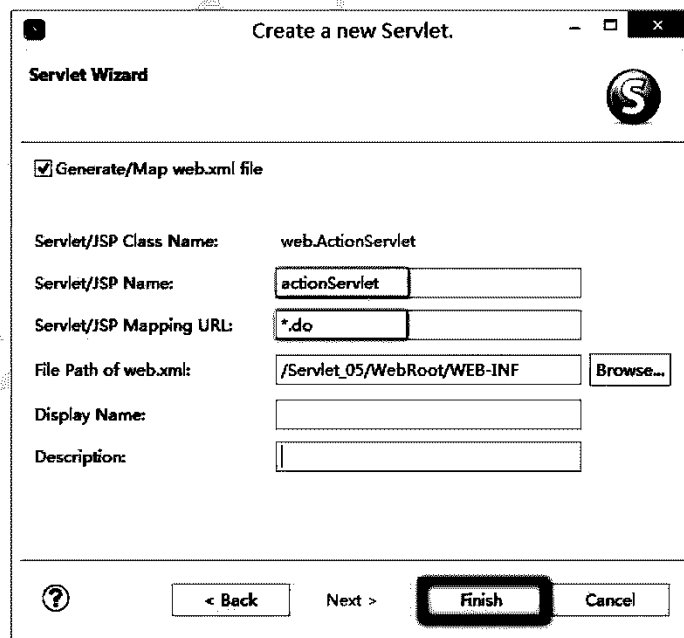 Create a new Servlet.
Servlet Wizard
S
Generate/Map web.xml file
Servlet/JSP Class Name: web.ActionServlet
Servlet/JSP Name: actionServlet
Servlet/JSP Mapping URL: *.do
File Path of web.xml: /Servlet_05/WebRoot/WEB-INF Browse...
Display Name:
Description:
? < Back Next > Finish Cancel